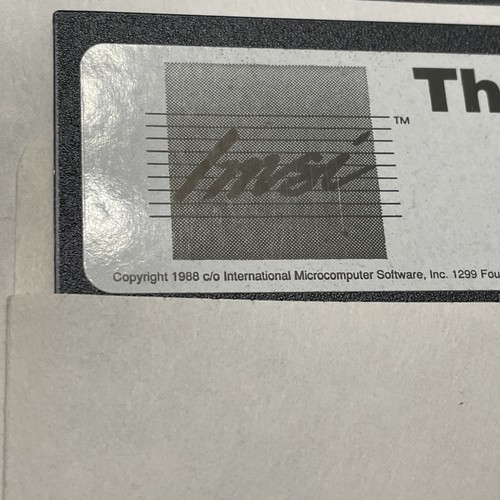 Th
Imsi
TM
Copyright 1988 c/o International Microcomputer Software, Inc. 1299 Fou